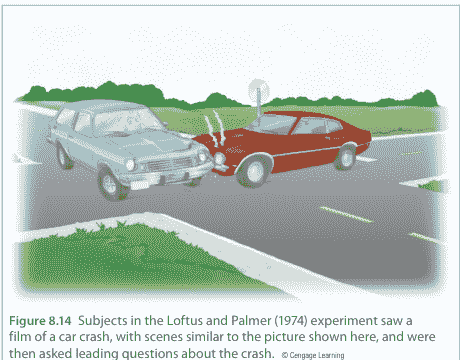 Figure 8.14 Subjects in the Loftus and Palmer (1974) experiment saw a
film of a car crash, with scenes similar to the picture shown here, and were
then asked leading questions about the crash. © Cengage Learning